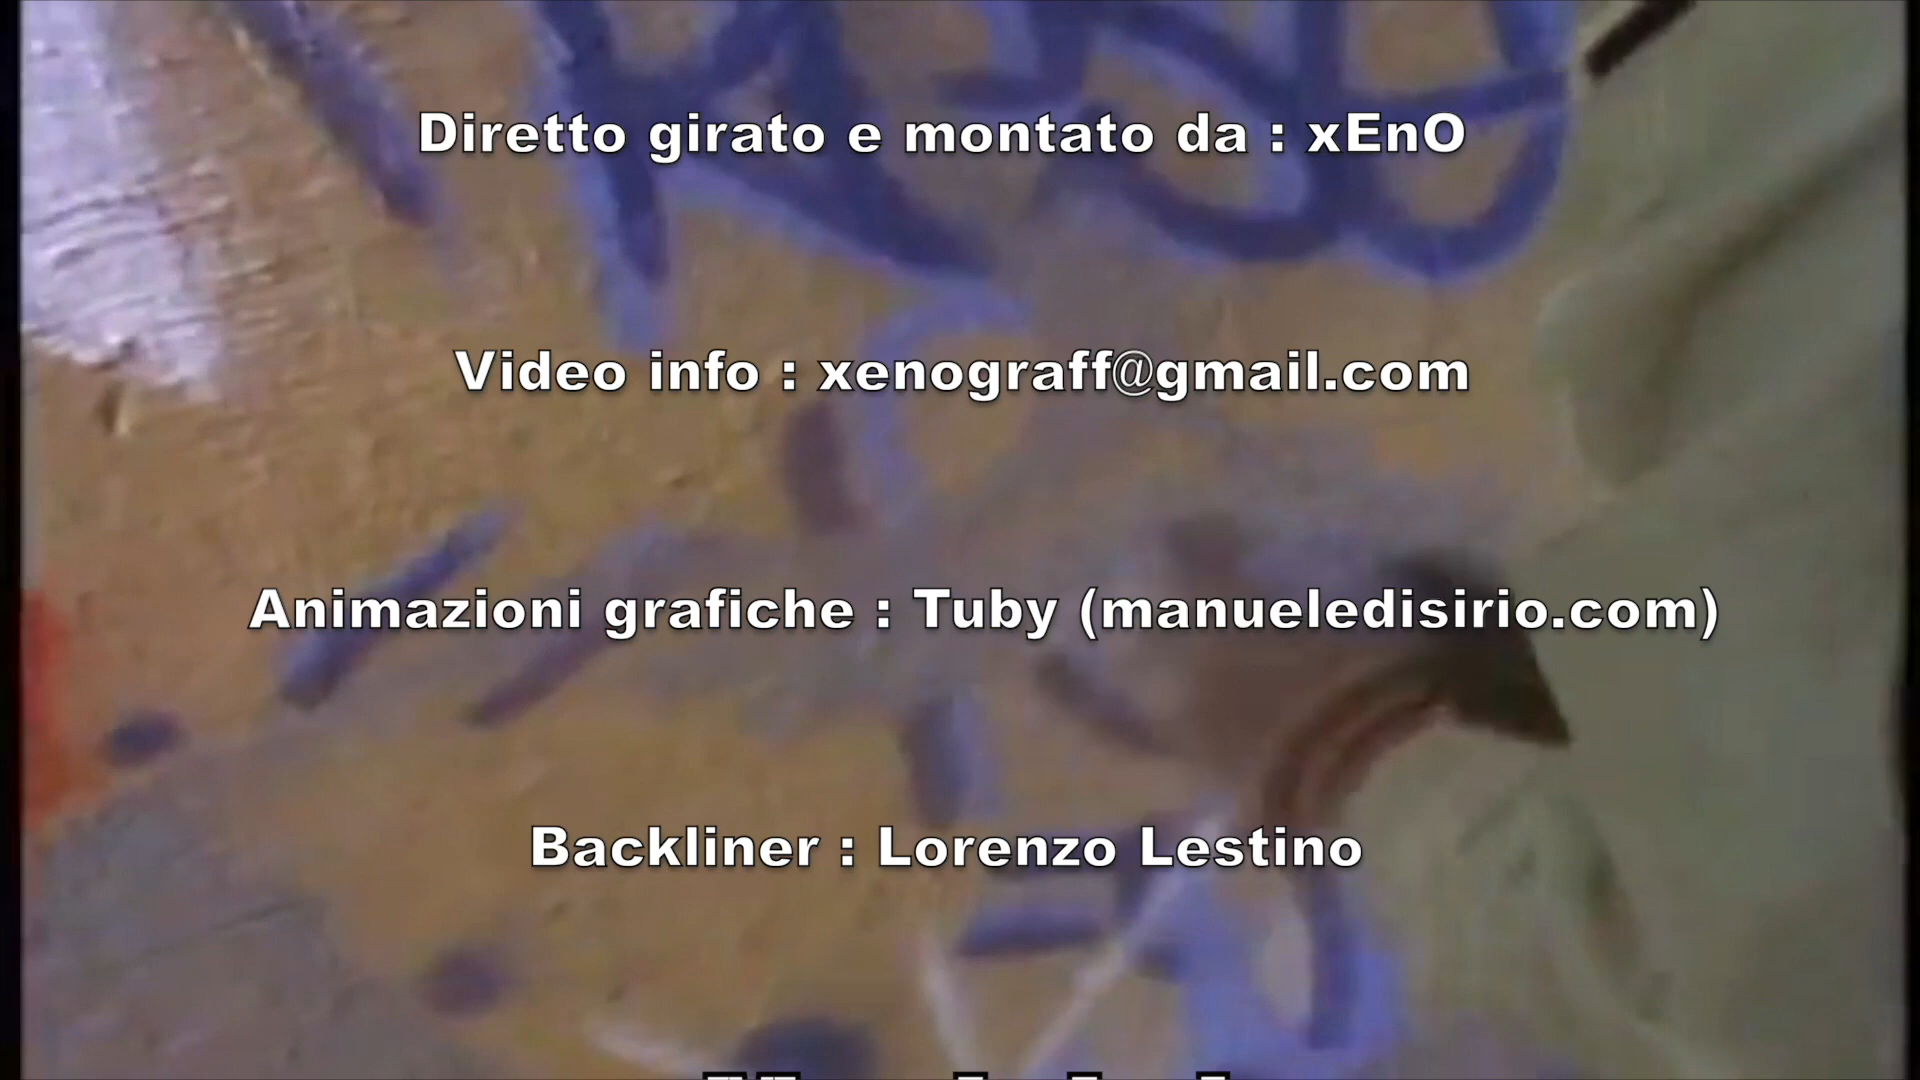 Diretto girato e montato da : xEnO
Video info : xenograff@gmail.com
Animazioni grafiche : Tuby (manueledisirio.com)
Backliner : Lorenzo Lestino